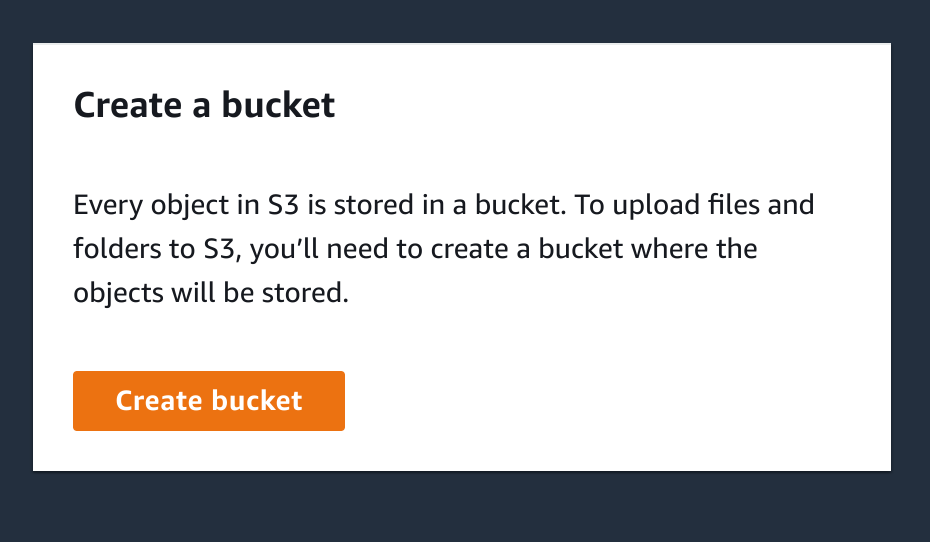 Create a bucket
Every object in S3 is stored in a bucket. To upload files and
folders to S3, you’ll need to create a bucket where the
objects will be stored.
Create bucket